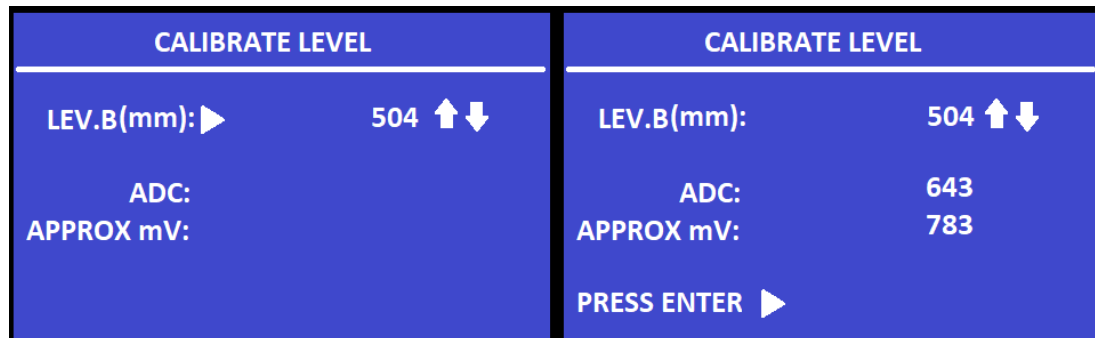 CALIBRATE LEVEL
LEV.B(mm): 504
ADC:
APPROX mV:
CALIBRATE LEVEL
LEV.B(mm): 504
ADC: 643
APPROX mV: 783
PRESS ENTER